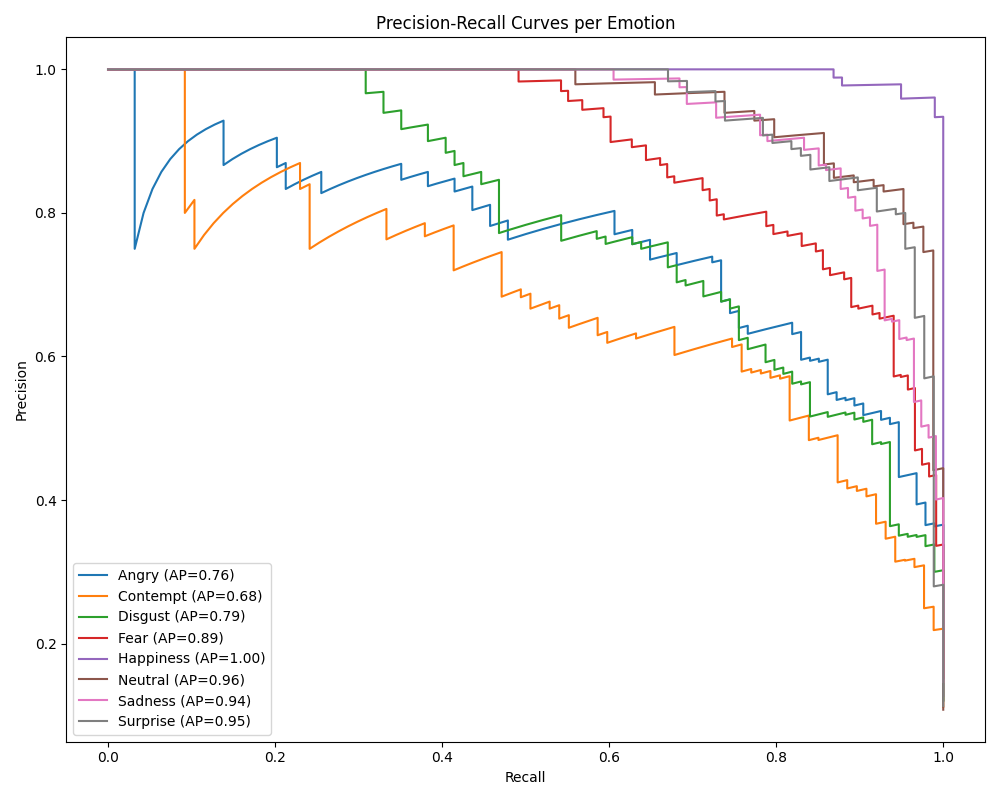 Precision-Recall Curves per Emotion
Precision
1.0
0.8
0.6
0.4
0.2
Angry (AP=0.76)
Contempt (AP=0.68)
Disgust (AP=0.79)
Fear (AP=0.89)
Happiness (AP=1.00)
Neutral (AP=0.96)
Sadness (AP=0.94)
Surprise (AP=0.95)
0.0 0.2 0.4 0.6 0.8 1.0
Recall